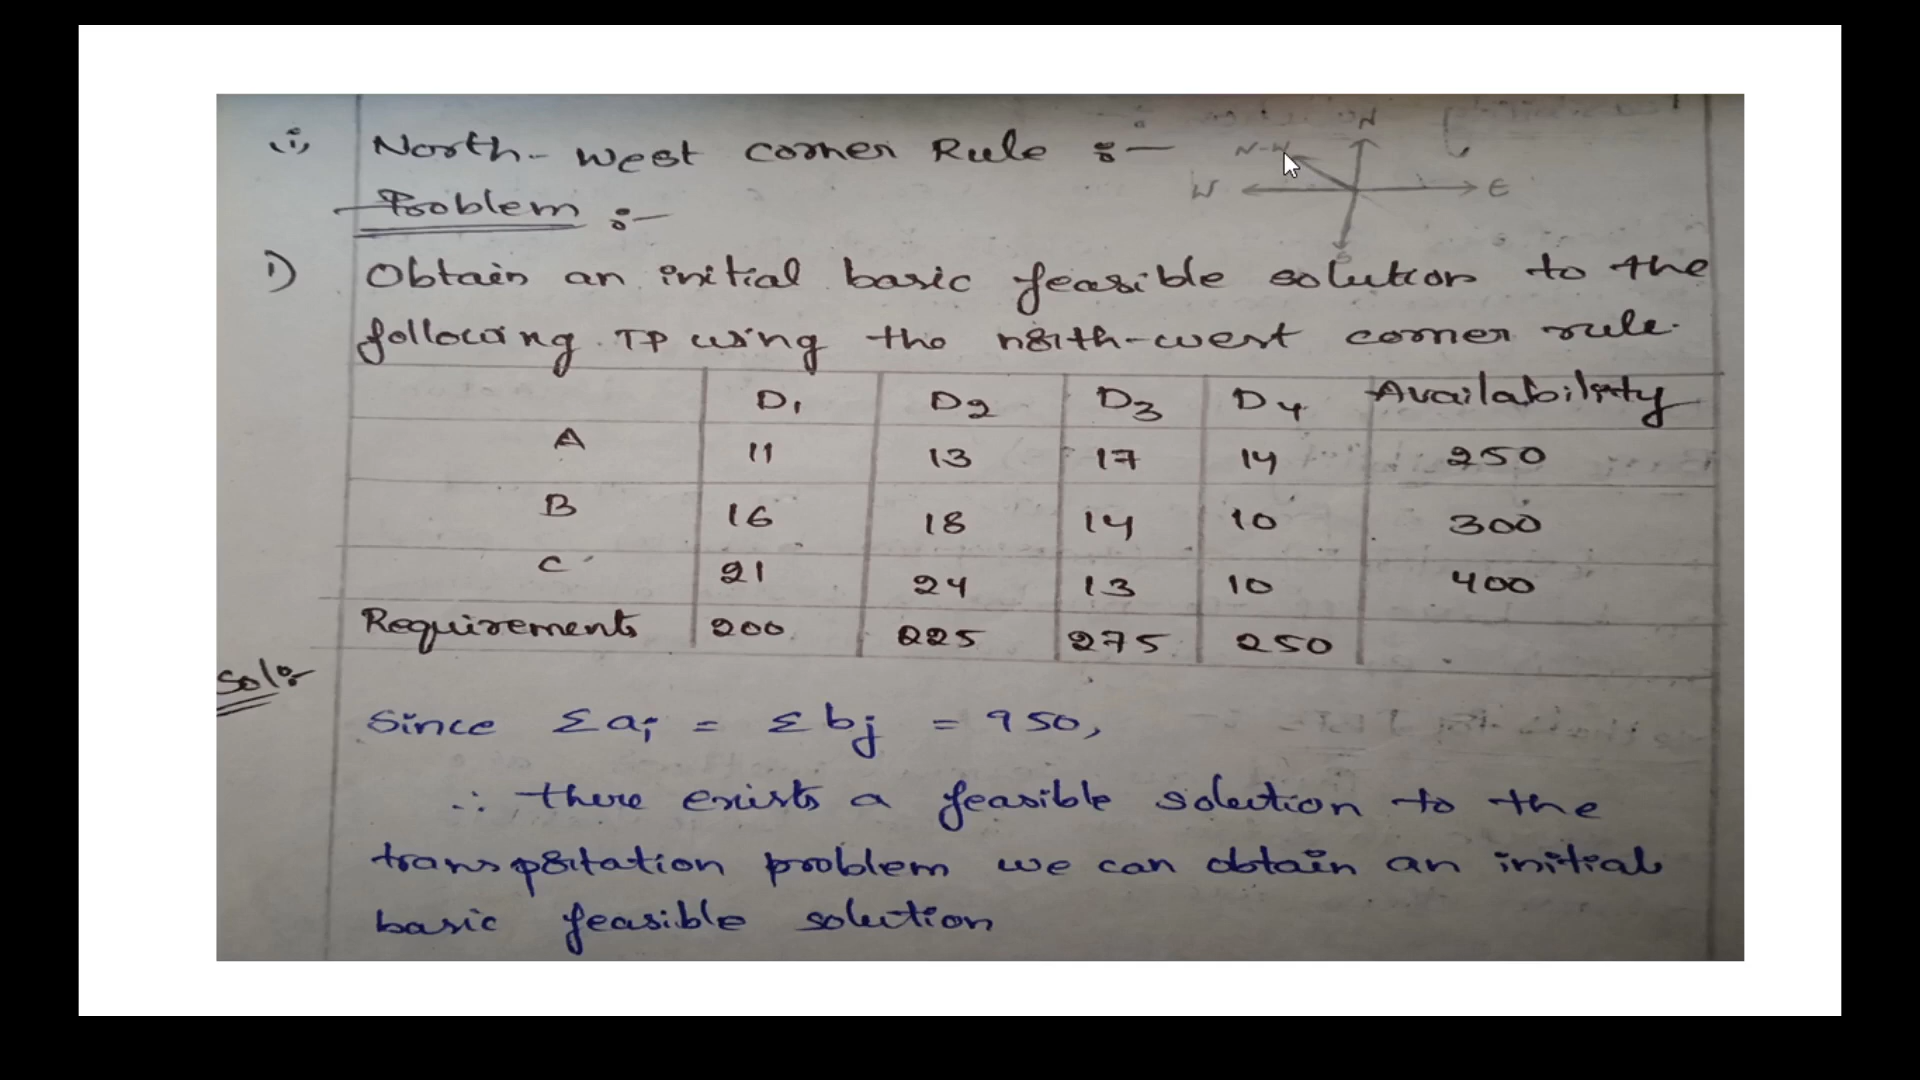 (i) North-West corner Rule :-
N
N-W
W E
S
Problem :-
1) Obtain an initial basic feasible solution to the
following TP using the north-west corner rule.
D1 D2 D3 D4 Availability
A 11 13 17 14 250
B 16 18 14 10 300
C 21 24 13 10 400
Requirements 200 225 275 250
Sol:
Since Σai = Σbj = 950,
∴ there exists a feasible solution to the
transportation problem we can obtain an initial
basic feasible solution